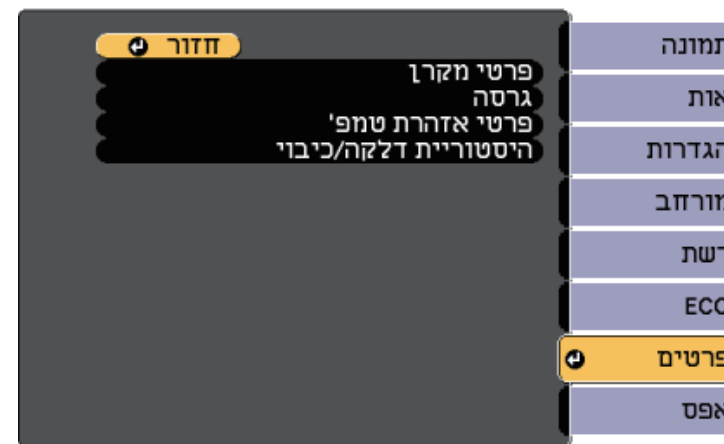 חזור
פרטי מקרן
גרסה
פרטי אזהרת טמפ'
היסטוריית דלקה/כיבוי
תמונה
אות
הגדרות
מורחב
רשת
ECO
פרטים
אפס